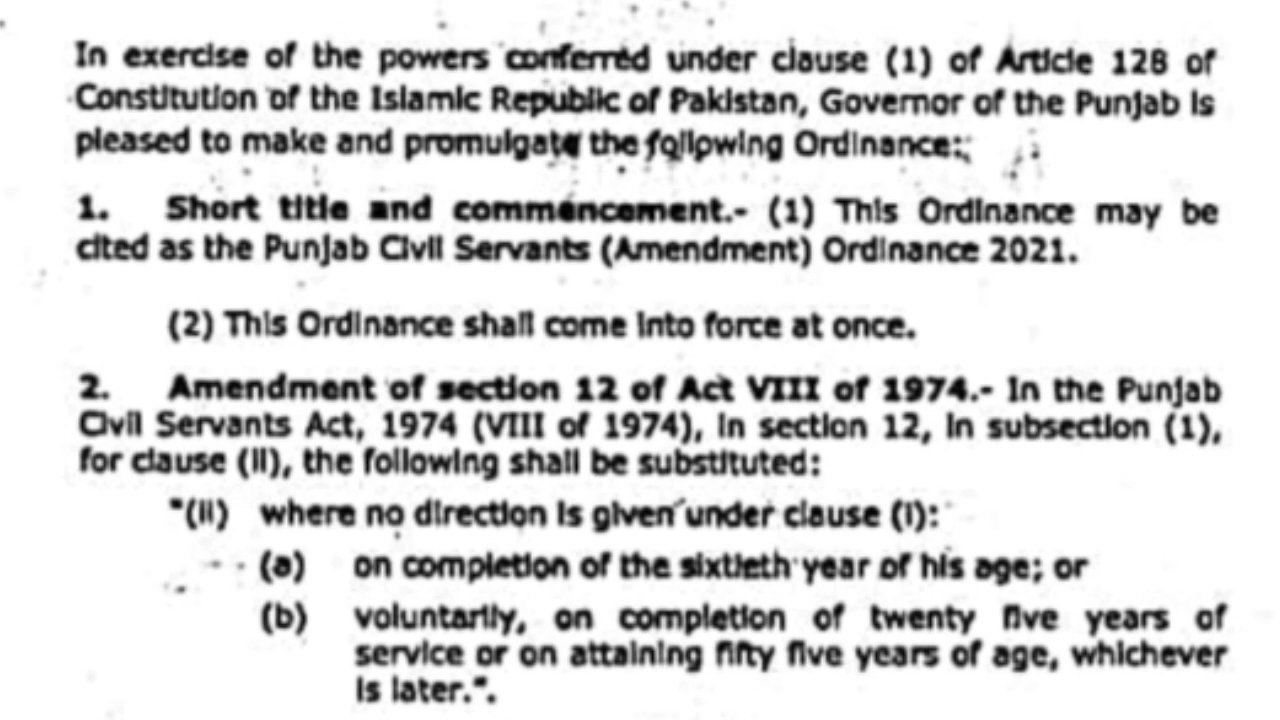 In exercise of the powers conferred under clause (1) of Article 128 of
Constitution of the Islamic Republic of Pakistan, Governor of the Punjab is
pleased to make and promulgate the following Ordinance:
1. Short title and commencement.- (1) This Ordinance may be
cited as the Punjab Civil Servants (Amendment) Ordinance 2021.
(2) This Ordinance shall come into force at once.
2. Amendment of section 12 of Act VIII of 1974.- In the Punjab
Civil Servants Act, 1974 (VIII of 1974), in section 12, in subsection (1),
for clause (ii), the following shall be substituted:
"(ii) where no direction is given under clause (i):
(a) on completion of the sixtieth year of his age; or
(b) voluntarily, on completion of twenty five years of
service or on attaining fifty five years of age, whichever
is later.".